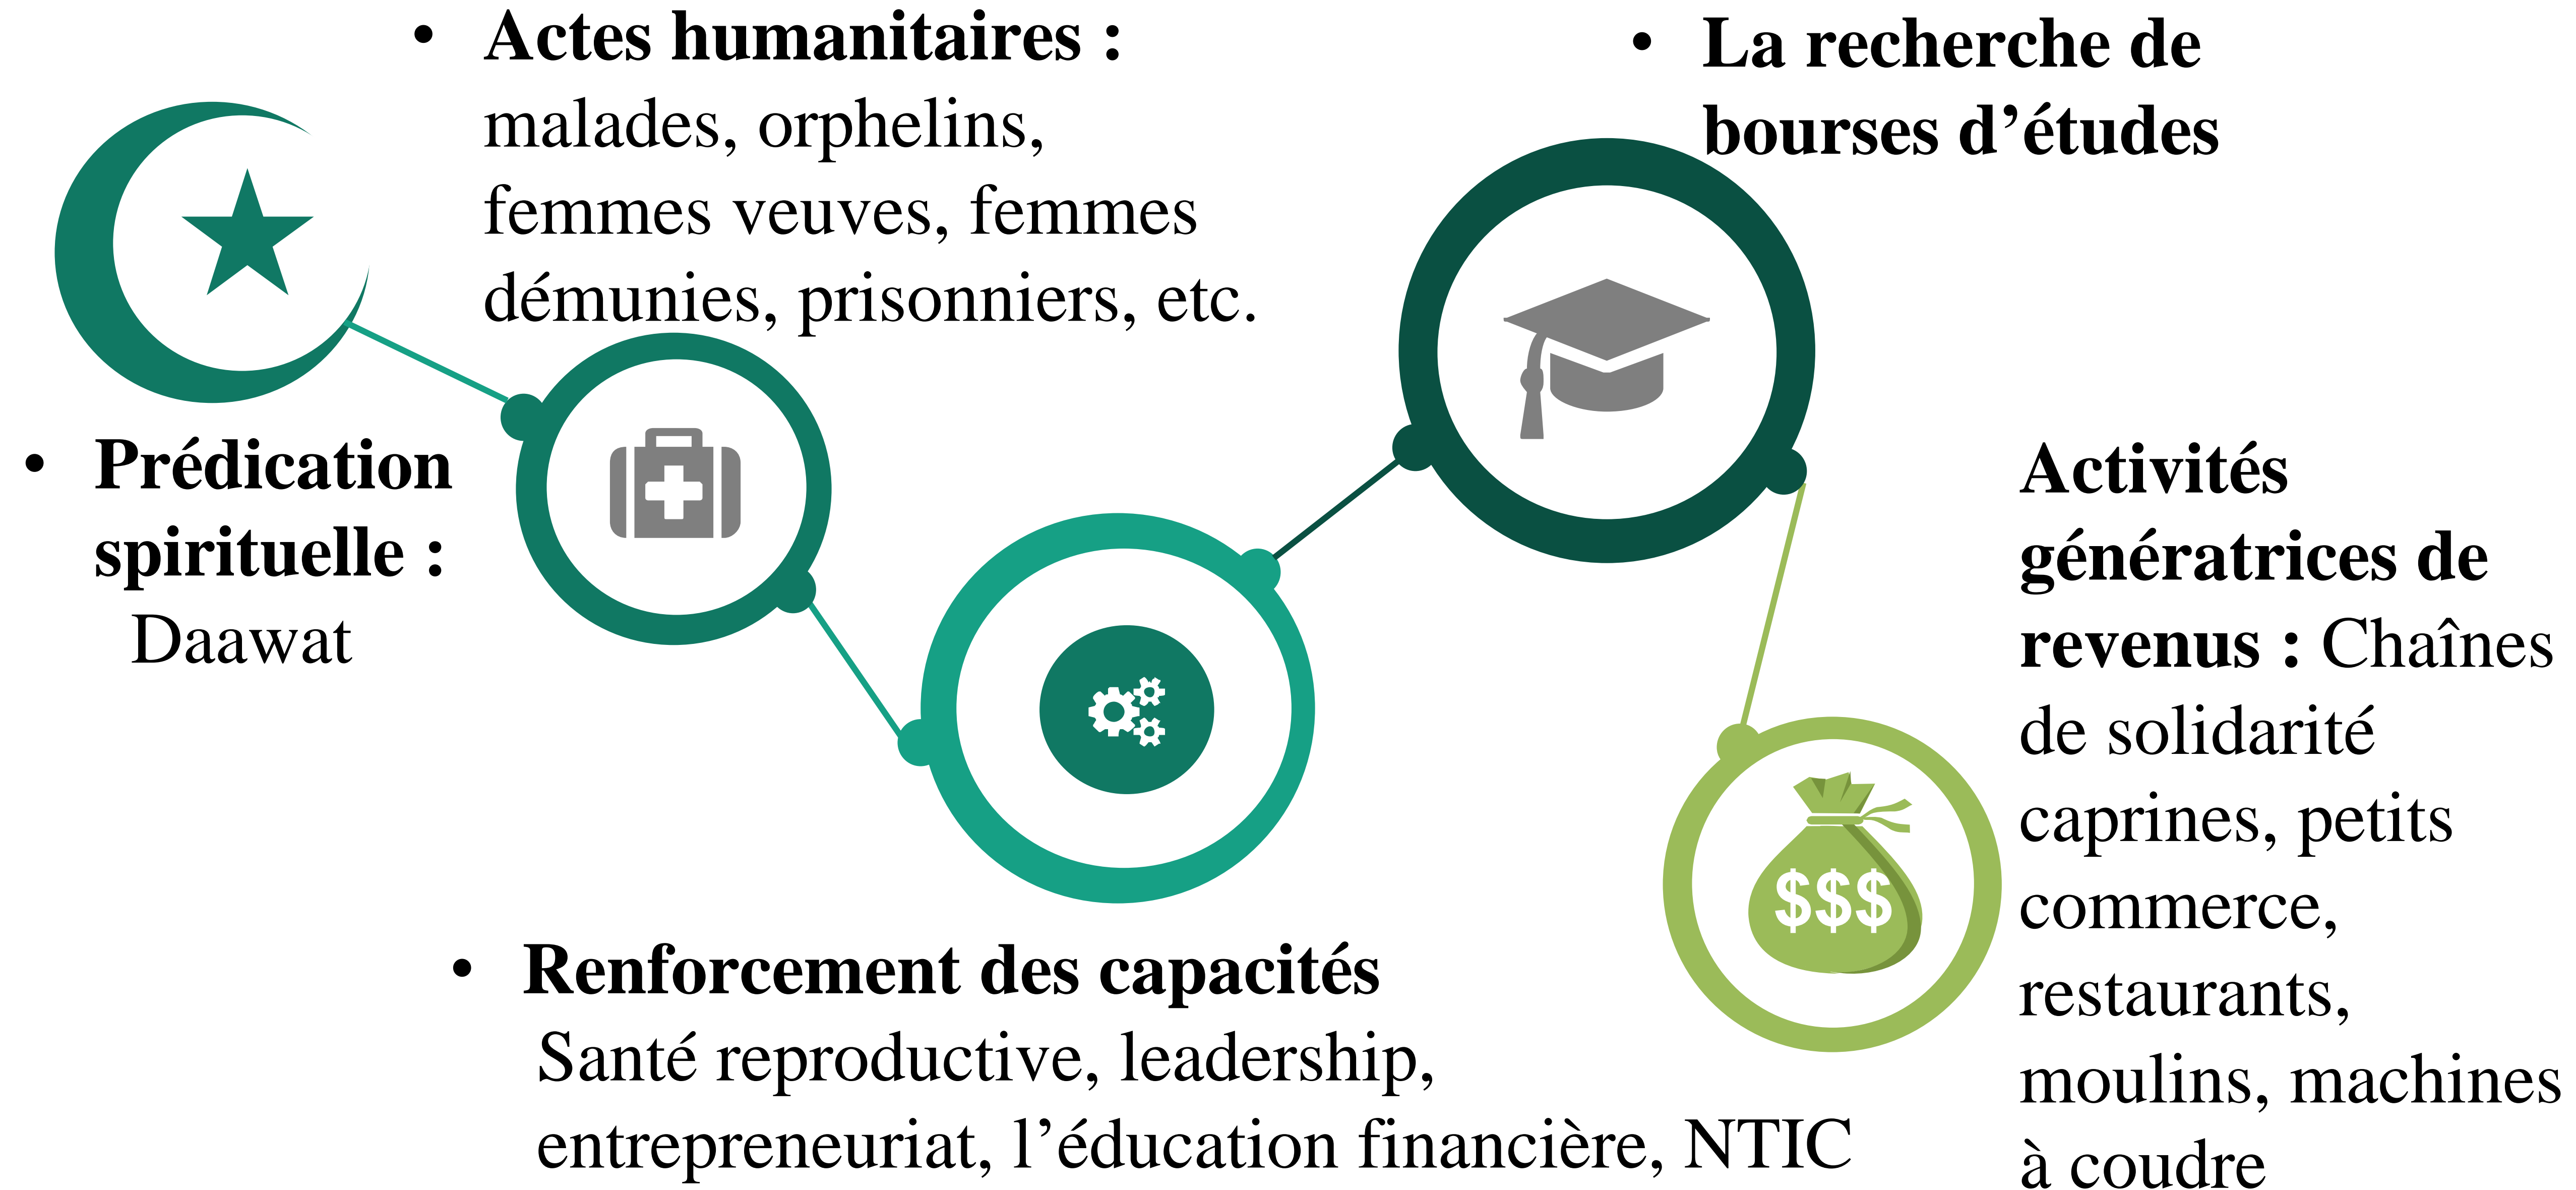 • Actes humanitaires :
malades, orphelins,
femmes veuves, femmes
démunies, prisonniers, etc.
• La recherche de
bourses d’études
• Prédication
spirituelle :
Daawat
Activités
génératrices de
revenus : Chaînes
de solidarité
caprines, petits
commerce,
restaurants,
moulins, machines
à coudre
$$$
• Renforcement des capacités
Santé reproductive, leadership,
entrepreneuriat, l’éducation financière, NTIC